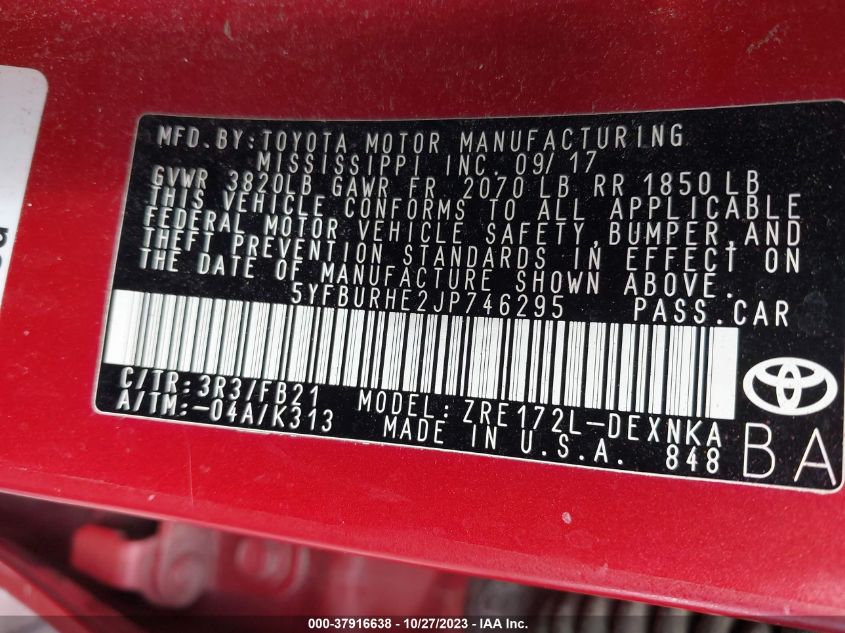 MFD.BY:TOYOTA MOTOR MANUFACTURING
MISSISSIPPI INC. 09/17
GVWR 3820LB GAWR FR 2070 LB RR 1850LB
THIS VEHICLE CONFORMS TO ALL APPLICABLE
FEDERAL MOTOR VEHICLE SAFETY,BUMPER,AND
THEFT PREVENTION STANDARDS IN EFFECT ON
THE DATE OF MANUFACTURE SHOWN ABOVE.
5YFBURHE2JP746295 PASS.CAR
C/TR:3R3/FB21
A/TM:-04A/K313 MODEL:ZRE172L-DEXNKA
MADE IN U.S.A. 848
BA
000-37916638 - 10/27/2023 - IAA Inc.